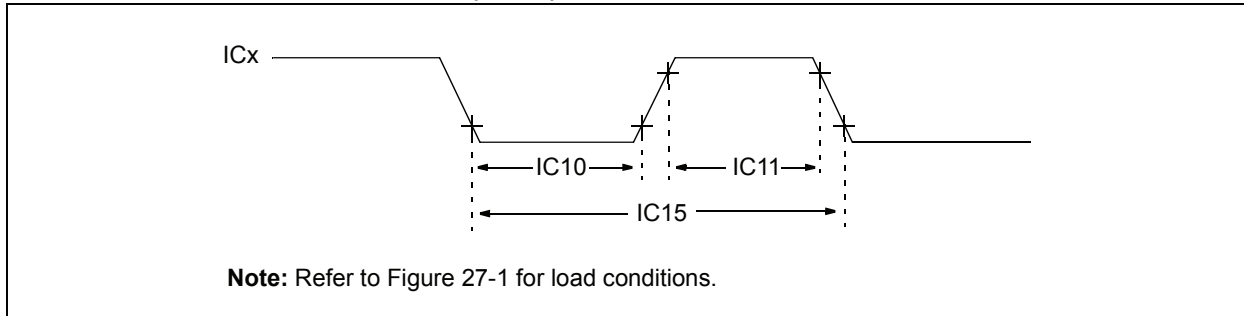 ICx
IC10
IC11
IC15
Note: Refer to Figure 27-1 for load conditions.